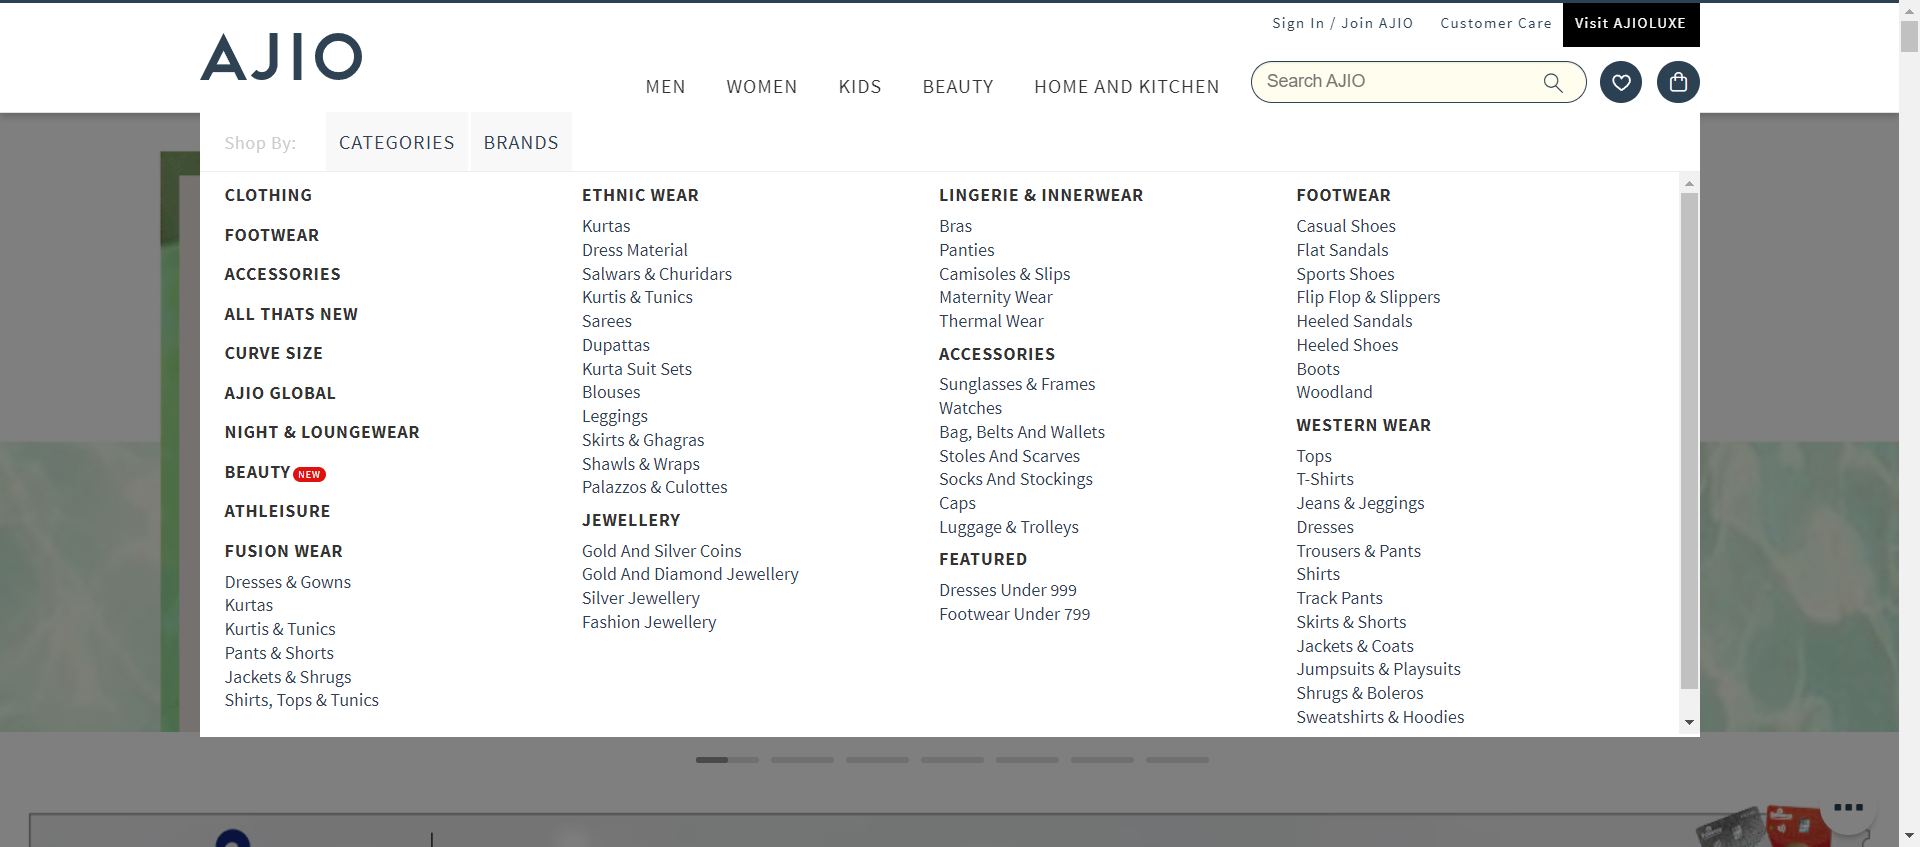 Sign In / Join AJIO
Customer Care
Visit AJIOLUXE
AJIO
MEN
WOMEN
KIDS
BEAUTY
HOME AND KITCHEN
Search AJIO
Shop By:
CATEGORIES
BRANDS
CLOTHING
FOOTWEAR
ACCESSORIES
ALL THATS NEW
CURVE SIZE
AJIO GLOBAL
NIGHT & LOUNGEWEAR
BEAUTY NEW
ATHLEISURE
FUSION WEAR
Dresses & Gowns
Kurtas
Kurtis & Tunics
Pants & Shorts
Jackets & Shrugs
Shirts, Tops & Tunics
ETHNIC WEAR
Kurtas
Dress Material
Salwars & Churidars
Kurtis & Tunics
Sarees
Dupattas
Kurta Suit Sets
Blouses
Leggings
Skirts & Ghagras
Shawls & Wraps
Palazzos & Culottes
JEWELLERY
Gold And Silver Coins
Gold And Diamond Jewellery
Silver Jewellery
Fashion Jewellery
LINGERIE & INNERWEAR
Bras
Panties
Camisoles & Slips
Maternity Wear
Thermal Wear
ACCESSORIES
Sunglasses & Frames
Watches
Bag, Belts And Wallets
Stoles And Scarves
Socks And Stockings
Caps
Luggage & Trolleys
FEATURED
Dresses Under 999
Footwear Under 799
FOOTWEAR
Casual Shoes
Flat Sandals
Sports Shoes
Flip Flop & Slippers
Heeled Sandals
Heeled Shoes
Boots
Woodland
WESTERN WEAR
Tops
T-Shirts
Jeans & Jeggings
Dresses
Trousers & Pants
Shirts
Track Pants
Skirts & Shorts
Jackets & Coats
Jumpsuits & Playsuits
Shrugs & Boleros
Sweatshirts & Hoodies